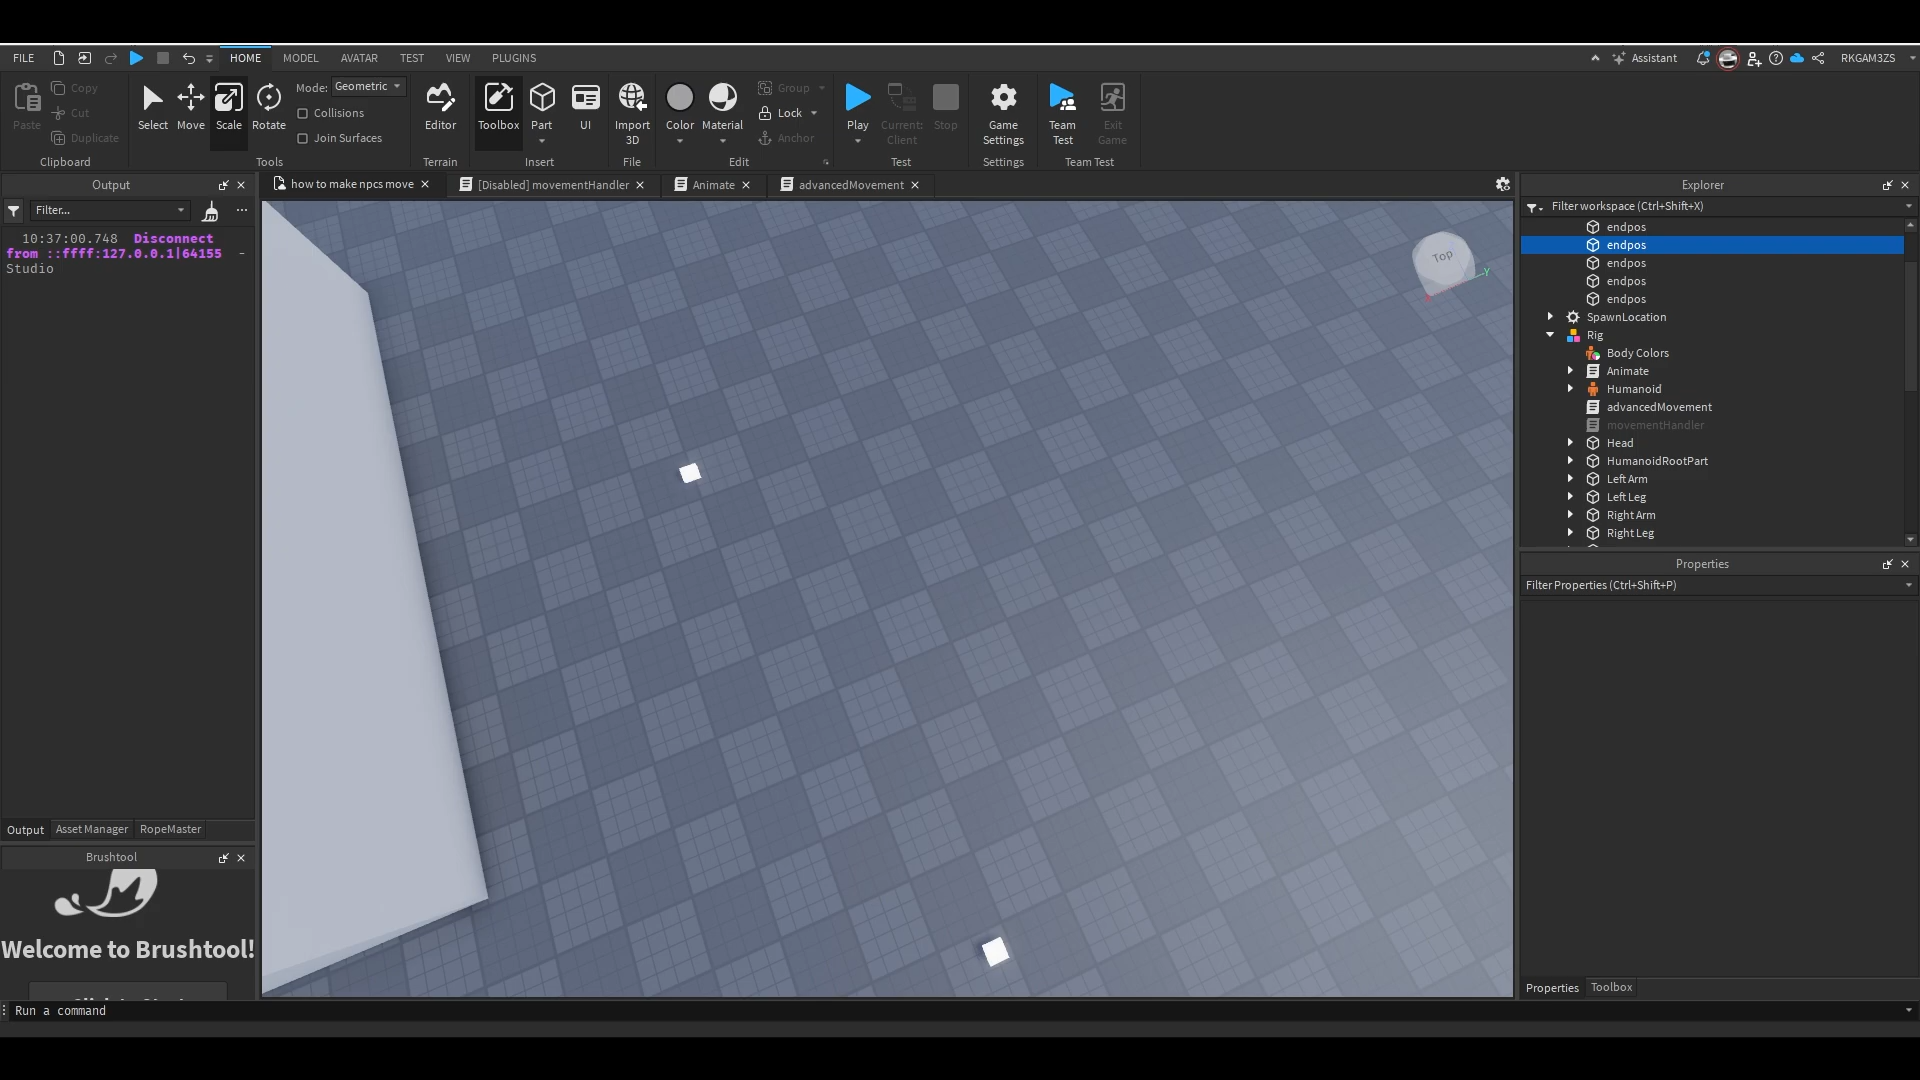 FILE HOME MODEL AVATAR TEST VIEW PLUGINS Assistant RKGAM3ZS
Paste Copy Cut Duplicate
Clipboard
Select Move Scale Rotate
Mode: Geometric
Collisions
Join Surfaces
Tools
Editor
Terrain
Toolbox Part UI
Insert
Import
3D
File
Color Material
Group
Lock
Anchor
Edit
Play Current:
Client
Stop
Test
Game
Settings
Settings
Team
Test
Exit
Game
Team Test
Output
Filter...
10:37:00.748 Disconnect
from ::ffff:127.0.0.1|64155 -
Studio
Output Asset Manager RopeMaster
Brushtool
Welcome to Brushtool!
how to make npcs move [Disabled] movementHandler Animate advancedMovement
Top
Y
Explorer
Filter workspace (Ctrl+Shift+X)
endpos
endpos
endpos
endpos
endpos
SpawnLocation
Rig
Body Colors
Animate
Humanoid
advancedMovement
movementHandler
Head
HumanoidRootPart
Left Arm
Left Leg
Right Arm
Right Leg
Properties
Filter Properties (Ctrl+Shift+P)
Properties Toolbox
Run a command